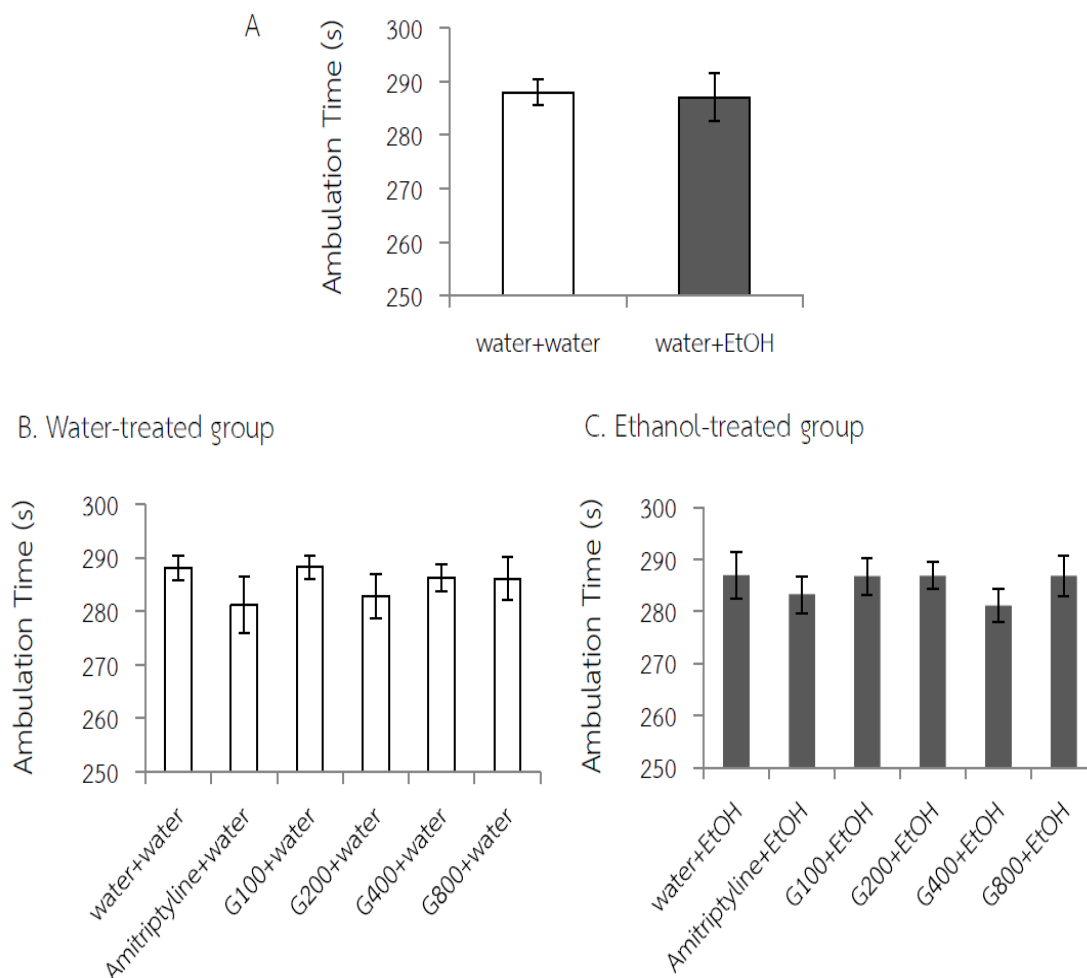 A
Ambulation Time (s)
300
290
280
270
260
250
water+water
water+EtOH
B. Water-treated group
Ambulation Time (s)
300
290
280
270
260
250
water+water
Amitriptyline+water
G100+water
G200+water
G400+water
G800+water
C. Ethanol-treated group
Ambulation Time (s)
300
290
280
270
260
250
water+EtOH
Amitriptyline+EtOH
G100+EtOH
G200+EtOH
G400+EtOH
G800+EtOH